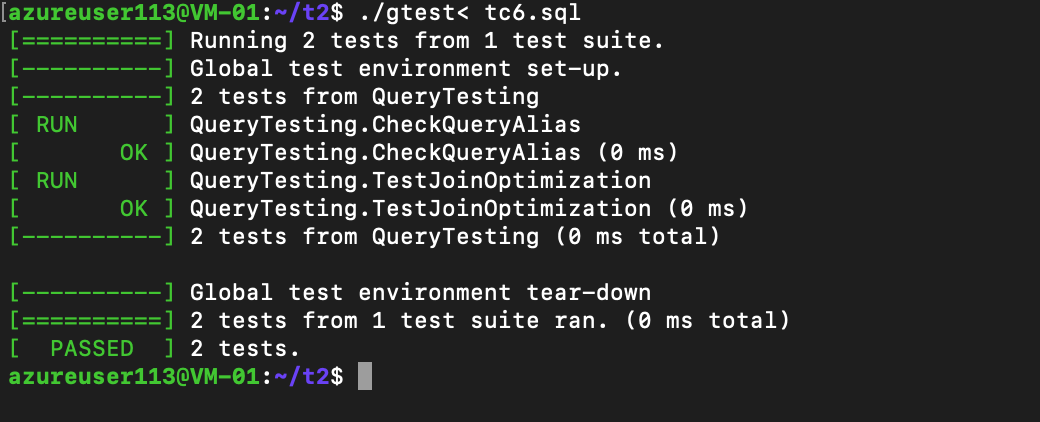 [azureuser113@VM-01:~/t2$ ./gtest< tc6.sql
[==========] Running 2 tests from 1 test suite.
[----------] Global test environment set-up.
[----------] 2 tests from QueryTesting
[ RUN      ] QueryTesting.CheckQueryAlias
[       OK ] QueryTesting.CheckQueryAlias (0 ms)
[ RUN      ] QueryTesting.TestJoinOptimization
[       OK ] QueryTesting.TestJoinOptimization (0 ms)
[----------] 2 tests from QueryTesting (0 ms total)
[----------] Global test environment tear-down
[==========] 2 tests from 1 test suite ran. (0 ms total)
[  PASSED  ] 2 tests.
azureuser113@VM-01:~/t2$